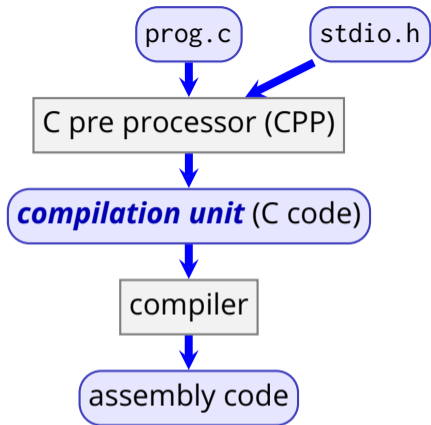 prog.c
stdio.h
C pre processor (CPP)
compilation unit (C code)
compiler
assembly code